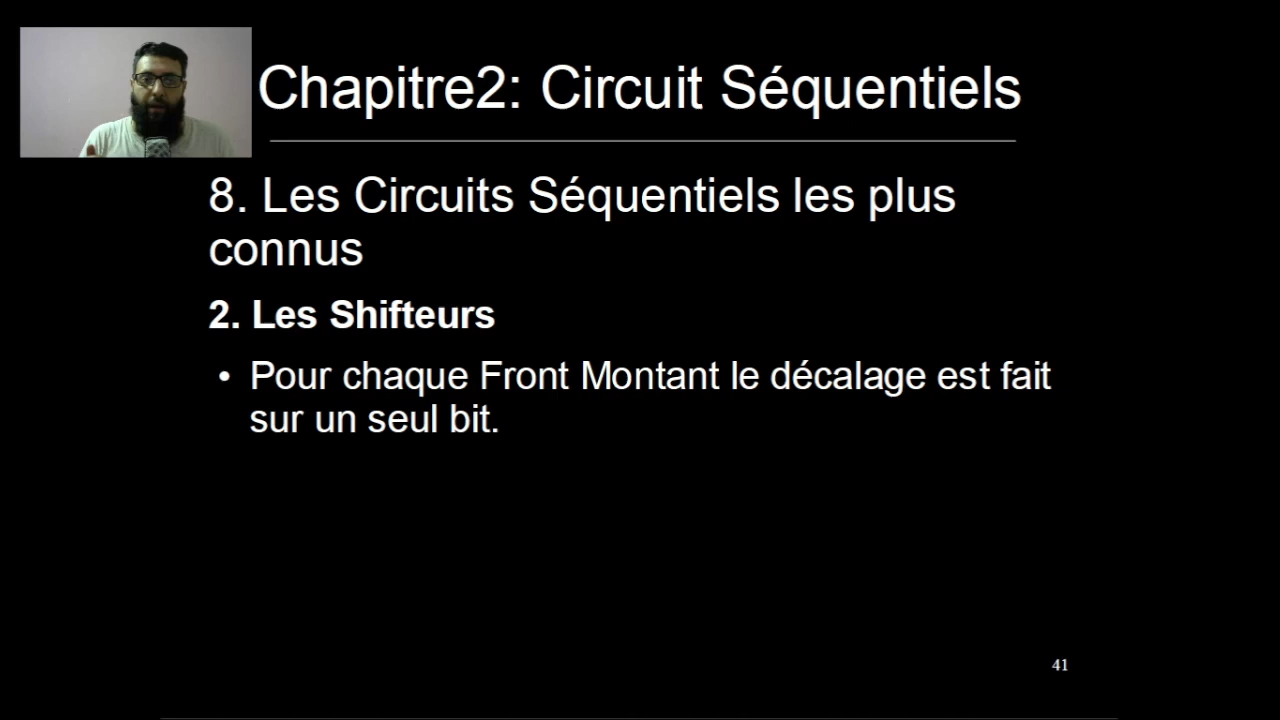 Chapitre2: Circuit Séquentiels
8. Les Circuits Séquentiels les plus
connus
2. Les Shifteurs
• Pour chaque Front Montant le décalage est fait
sur un seul bit.
41